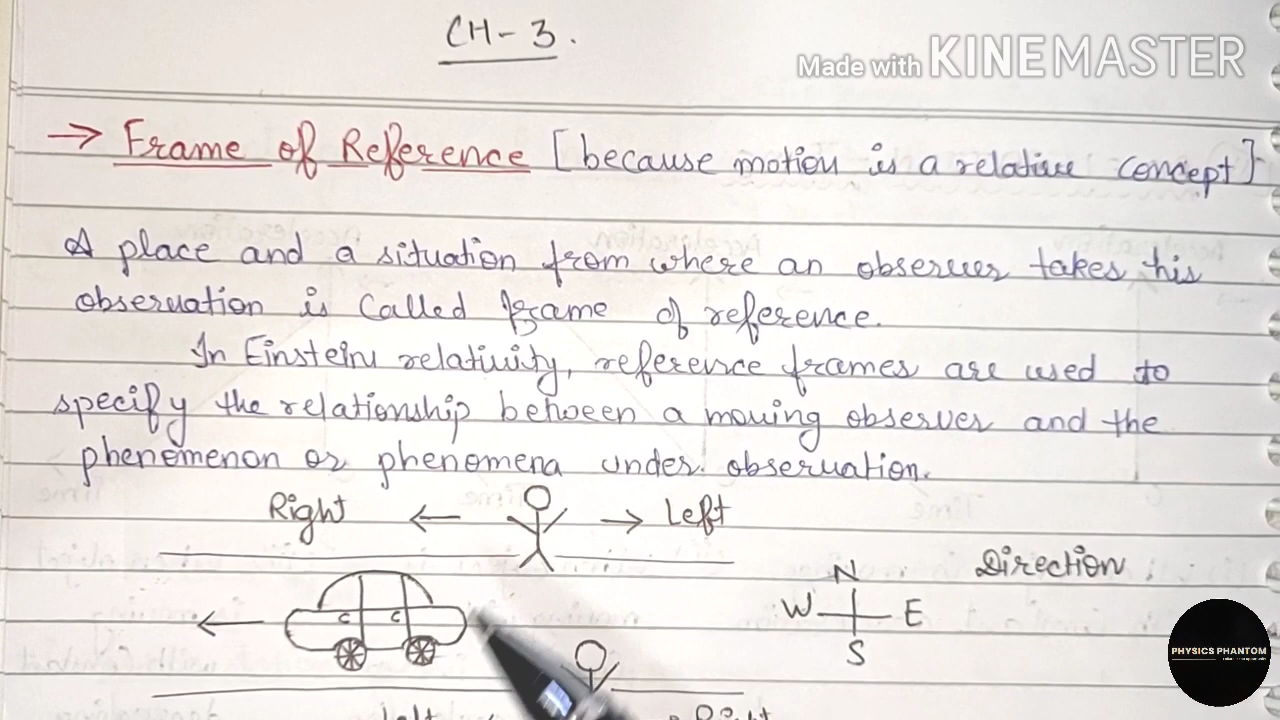 CH-3.
Made with KINEMASTER
→ Frame of Reference [because motion is a relative concept]
A place and a situation from where an observer takes his
observation is called frame of reference.
In Einstein relativity, reference frames are used to
specify the relationship between a moving observer and the
phenomenon or phenomena under observation.
Right ← → Left
Direction
N
W E
S
←
C C
PHYSICS PHANTOM
Left Right